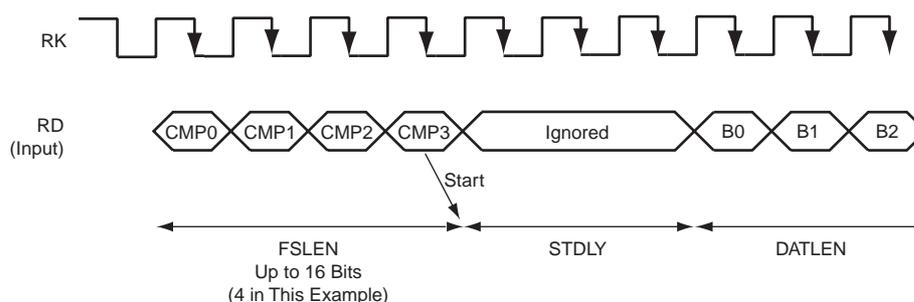 RK
RD
(Input)
CMP0 CMP1 CMP2 CMP3 Ignored B0 B1 B2
Start
FSLEN STDLY DATLEN
Up to 16 Bits
(4 in This Example)